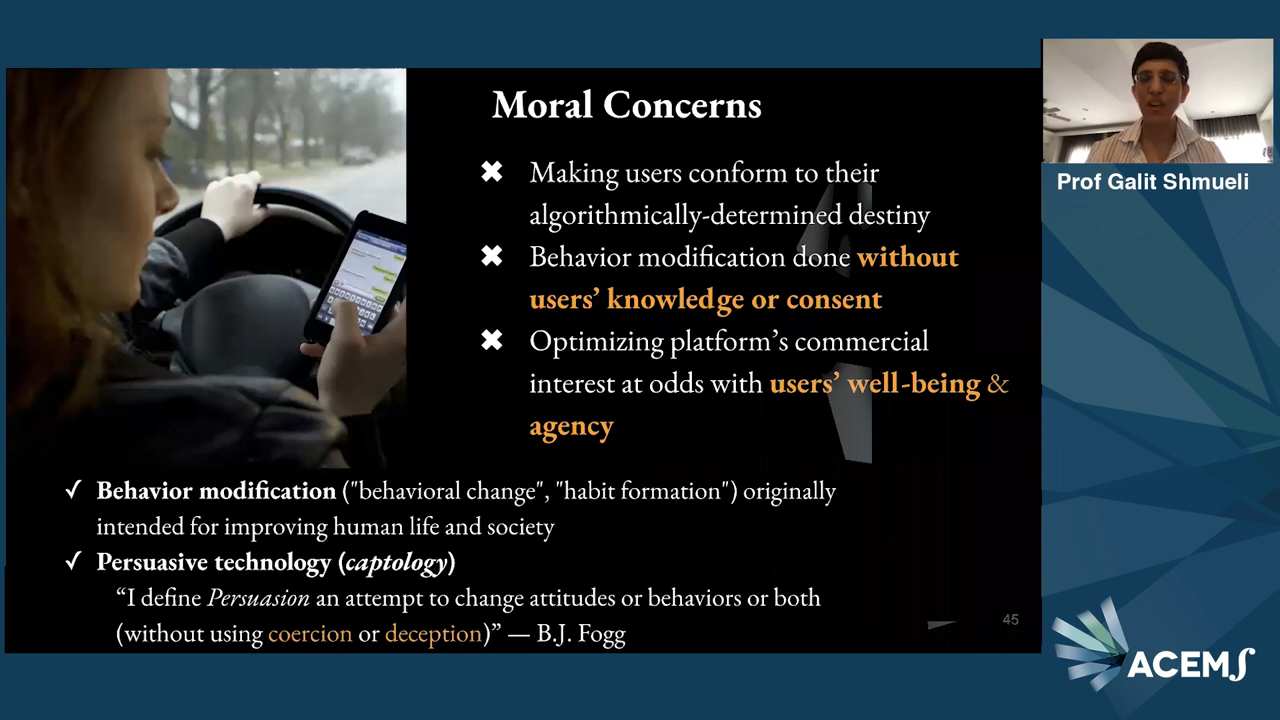 Moral Concerns
✖ Making users conform to their
algorithmically-determined destiny
✖ Behavior modification done without
users’ knowledge or consent
✖ Optimizing platform’s commercial
interest at odds with users’ well-being &
agency
✓ Behavior modification ("behavioral change", "habit formation") originally
intended for improving human life and society
✓ Persuasive technology (captology)
“I define Persuasion an attempt to change attitudes or behaviors or both
(without using coercion or deception)” — B.J. Fogg
45
Prof Galit Shmueli
ACEMS